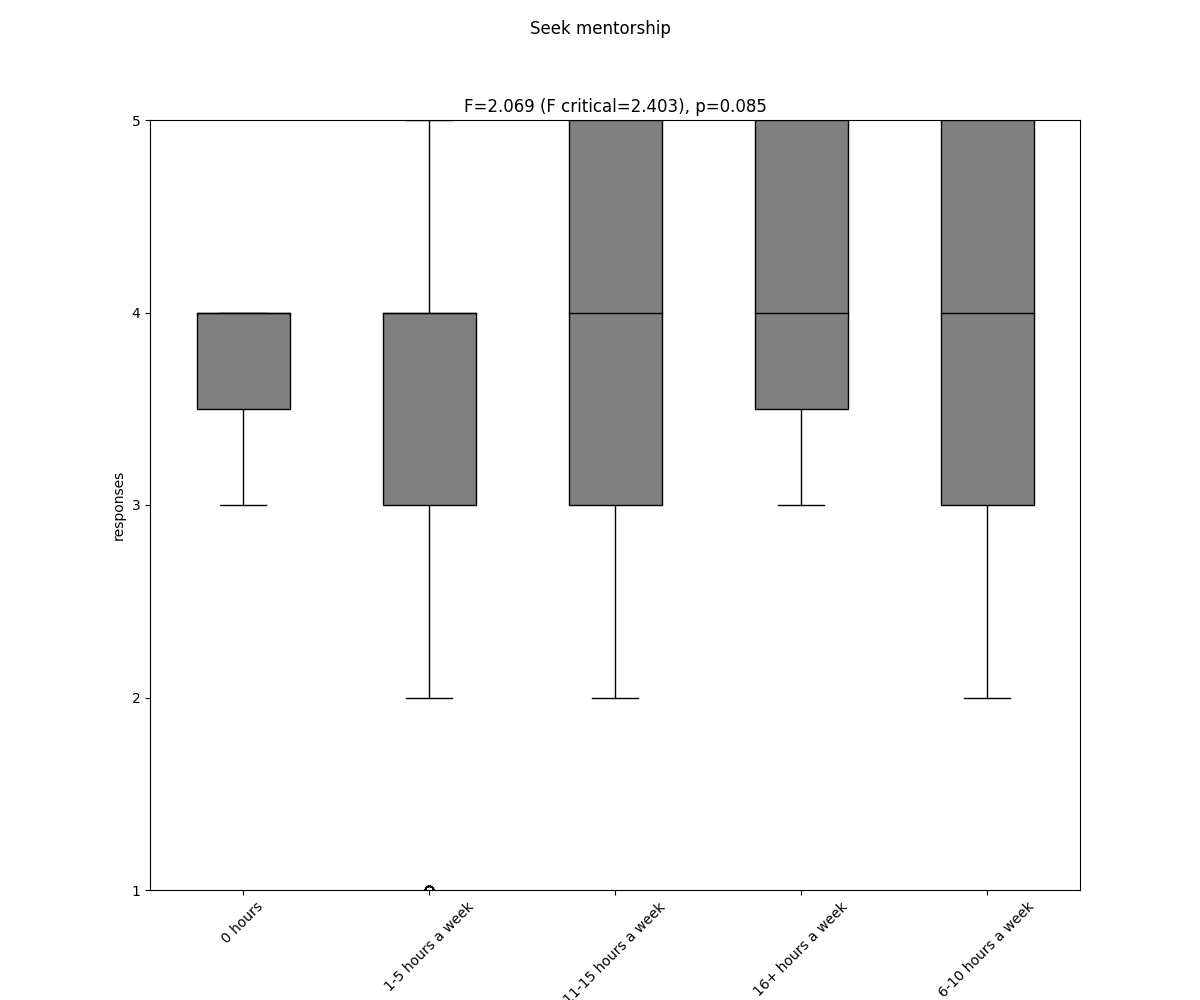 Seek mentorship
F=2.069 (F critical=2.403), p=0.085
5
4
3
2
1
responses
0 hours
1-5 hours a week
11-15 hours a week
16+ hours a week
6-10 hours a week